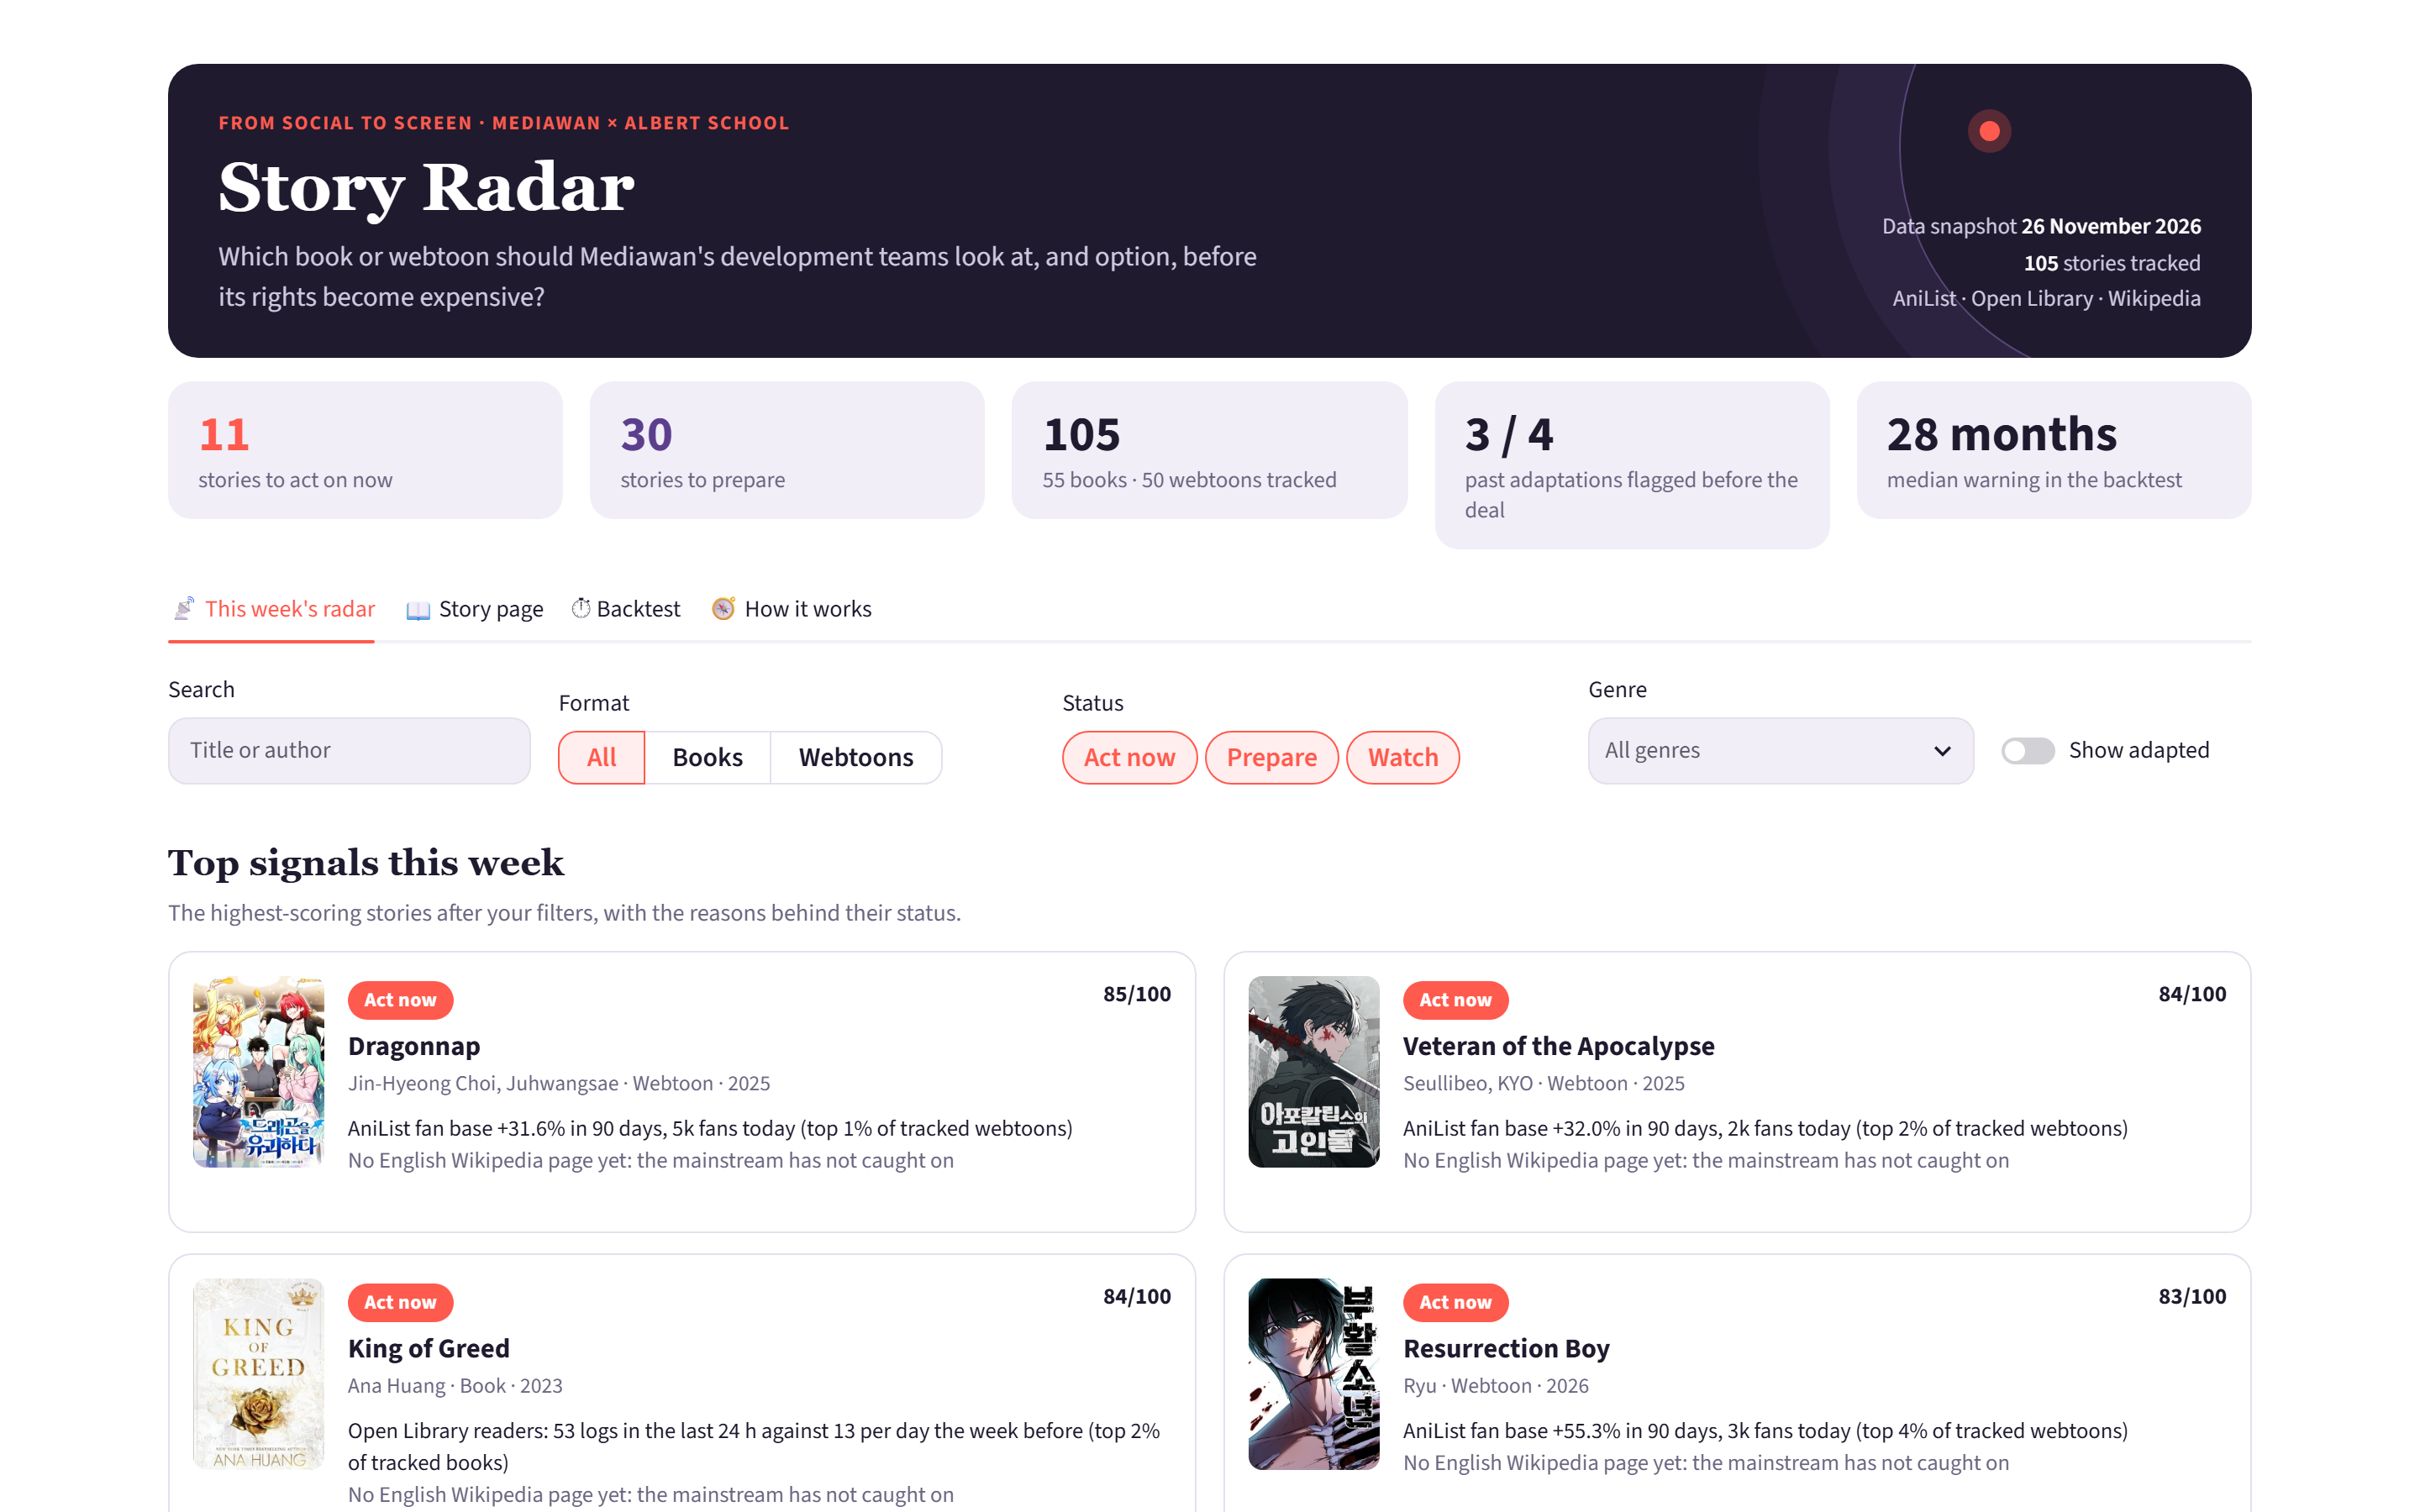 FROM SOCIAL TO SCREEN · MEDIAWAN × ALBERT SCHOOL
Story Radar
Which book or webtoon should Mediawan's development teams look at, and option, before
its rights become expensive?
Data snapshot 26 November 2026
105 stories tracked
AniList · Open Library · Wikipedia
11
stories to act on now
30
stories to prepare
105
55 books · 50 webtoons tracked
3 / 4
past adaptations flagged before the
deal
28 months
median warning in the backtest
This week's radar
Story page
Backtest
How it works
Search
Title or author
Format
All
Books
Webtoons
Status
Act now
Prepare
Watch
Genre
All genres
Show adapted
Top signals this week
The highest-scoring stories after your filters, with the reasons behind their status.
드래곤을
유괴하다
Act now
85/100
Dragonnap
Jin-Hyeong Choi, Juhwangsae · Webtoon · 2025
AniList fan base +31.6% in 90 days, 5k fans today (top 1% of tracked webtoons)
No English Wikipedia page yet: the mainstream has not caught on
아포칼립스의
고인물
Act now
84/100
Veteran of the Apocalypse
Seullibeo, KYO · Webtoon · 2025
AniList fan base +32.0% in 90 days, 2k fans today (top 2% of tracked webtoons)
No English Wikipedia page yet: the mainstream has not caught on
KING
OF
GREED
ANA HUANG
Act now
84/100
King of Greed
Ana Huang · Book · 2023
Open Library readers: 53 logs in the last 24 h against 13 per day the week before (top 2%
of tracked books)
No English Wikipedia page yet: the mainstream has not caught on
부활소년
Act now
83/100
Resurrection Boy
Ryu · Webtoon · 2026
AniList fan base +55.3% in 90 days, 3k fans today (top 4% of tracked webtoons)
No English Wikipedia page yet: the mainstream has not caught on